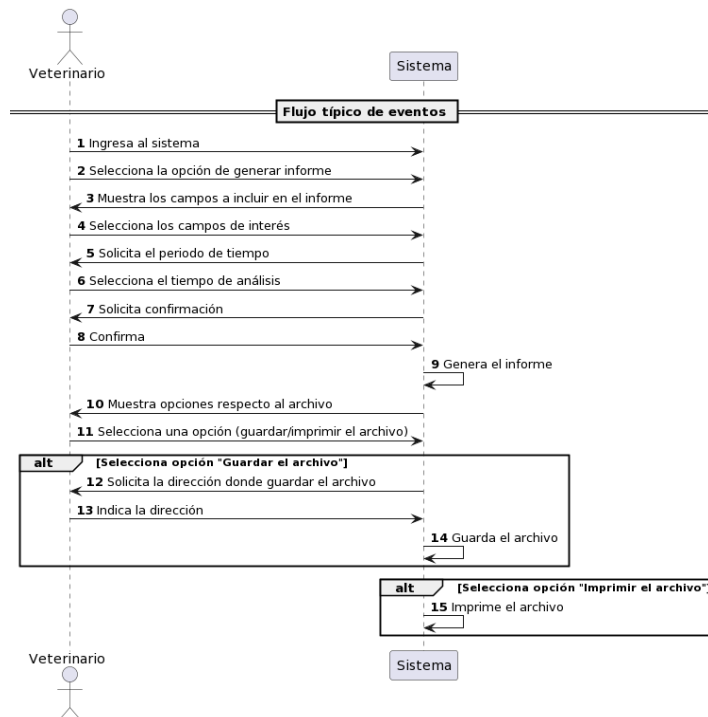 Veterinario
Sistema
Flujo típico de eventos
1 Ingresa al sistema
2 Selecciona la opción de generar informe
3 Muestra los campos a incluir en el informe
4 Selecciona los campos de interés
5 Solicita el periodo de tiempo
6 Selecciona el tiempo de análisis
7 Solicita confirmación
8 Confirma
9 Genera el informe
10 Muestra opciones respecto al archivo
11 Selecciona una opción (guardar/imprimir el archivo)
alt [Selecciona opción "Guardar el archivo"]
12 Solicita la dirección donde guardar el archivo
13 Indica la dirección
14 Guarda el archivo
alt [Selecciona opción "Imprimir el archivo"]
15 Imprime el archivo
Veterinario
Sistema